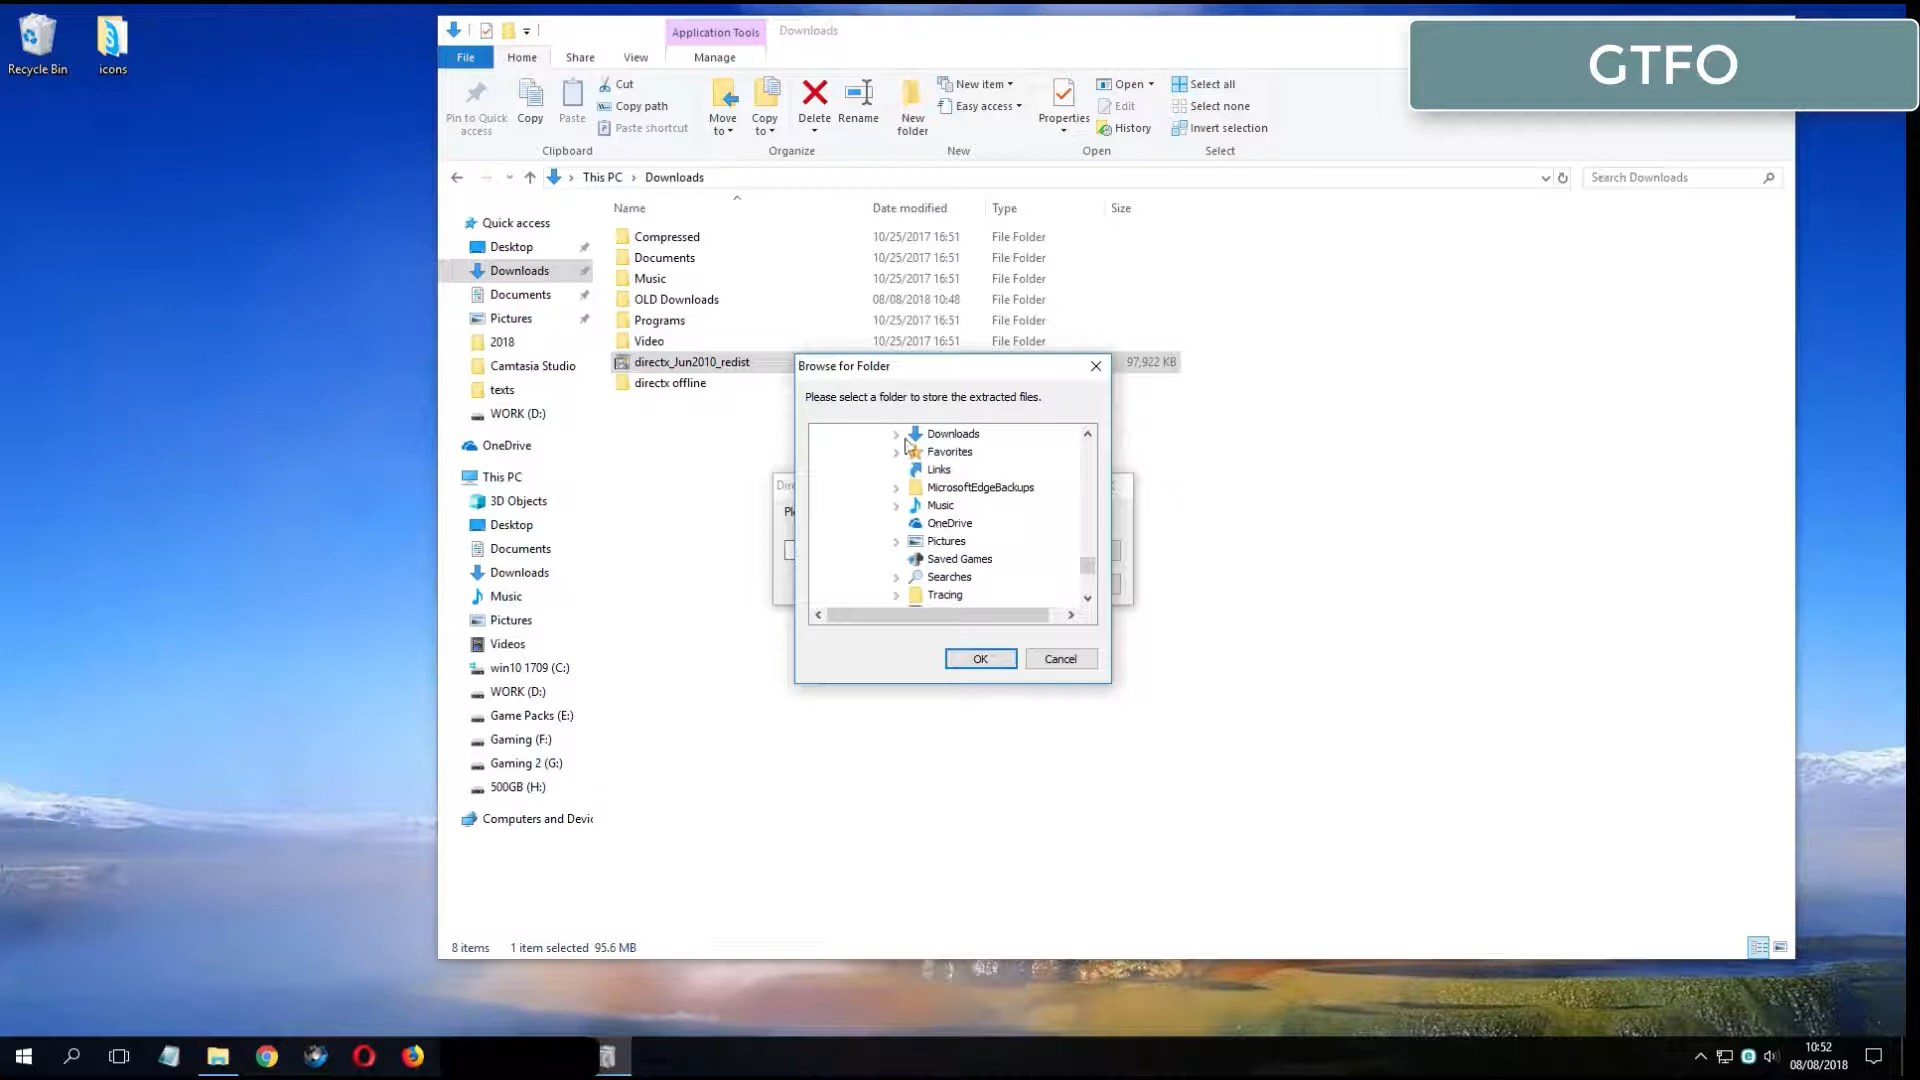 Recycle Bin
icons
Application Tools
Downloads
GTFO
File
Home
Share
View
Manage
Pin to Quick
access
Copy
Paste
Cut
Copy path
Paste shortcut
Move
to
Copy
to
Delete
Rename
New
folder
New item
Easy access
Properties
Open
Edit
History
Select all
Select none
Invert selection
Clipboard
Organize
New
Open
Select
This PC
Downloads
Search Downloads
Name
Date modified
Type
Size
Quick access
Desktop
Downloads
Documents
Pictures
2018
Camtasia Studio
texts
WORK (D:)
OneDrive
This PC
3D Objects
Desktop
Documents
Downloads
Music
Pictures
Videos
win10 1709 (C:)
WORK (D:)
Game Packs (E:)
Gaming (F:)
Gaming 2 (G:)
500GB (H:)
Computers and Devic
Compressed 10/25/2017 16:51 File Folder
Documents 10/25/2017 16:51 File Folder
Music 10/25/2017 16:51 File Folder
OLD Downloads 08/08/2018 10:48 File Folder
Programs 10/25/2017 16:51 File Folder
Video 10/25/2017 16:51 File Folder
directx_Jun2010_redist 97,922 KB
directx offline
Browse for Folder
Please select a folder to store the extracted files.
Downloads
Favorites
Links
MicrosoftEdgeBackups
Music
OneDrive
Pictures
Saved Games
Searches
Tracing
OK
Cancel
8 items
1 item selected 95.6 MB
10:52
08/08/2018